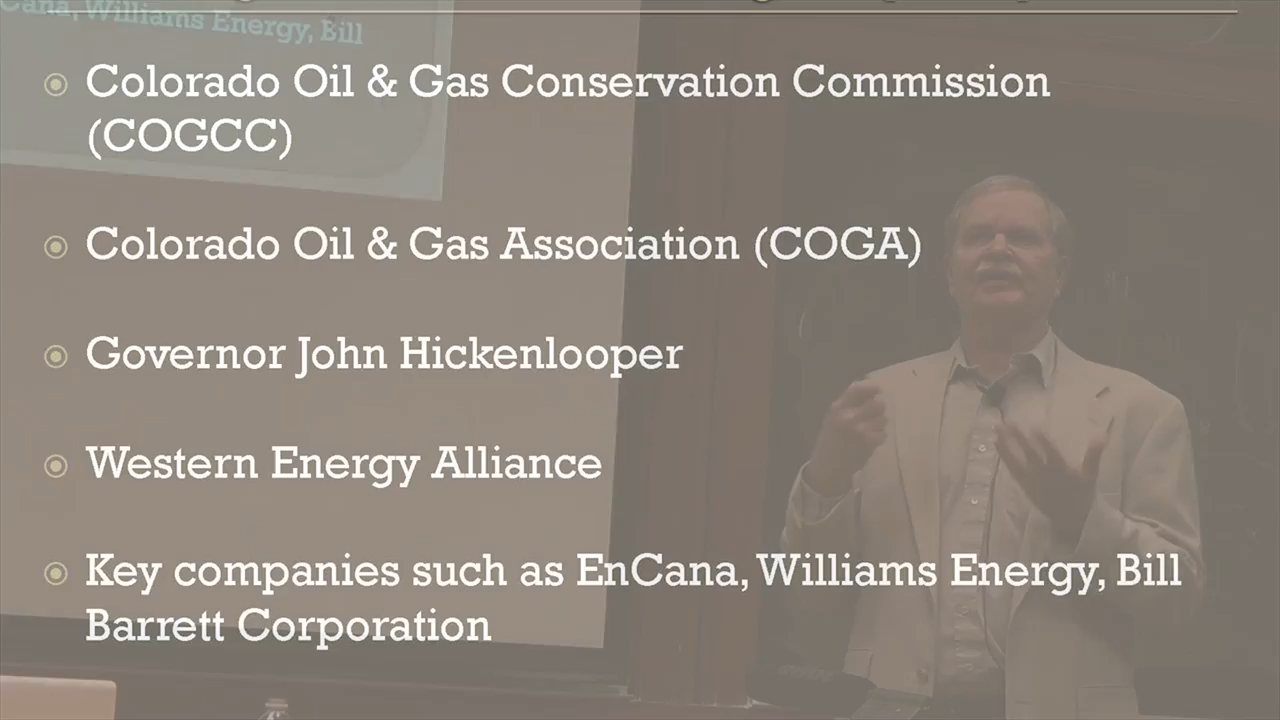 Cana, Williams Energy, Bill
Colorado Oil & Gas Conservation Commission
(COGCC)
Colorado Oil & Gas Association (COGA)
Governor John Hickenlooper
Western Energy Alliance
Key companies such as EnCana, Williams Energy, Bill
Barrett Corporation